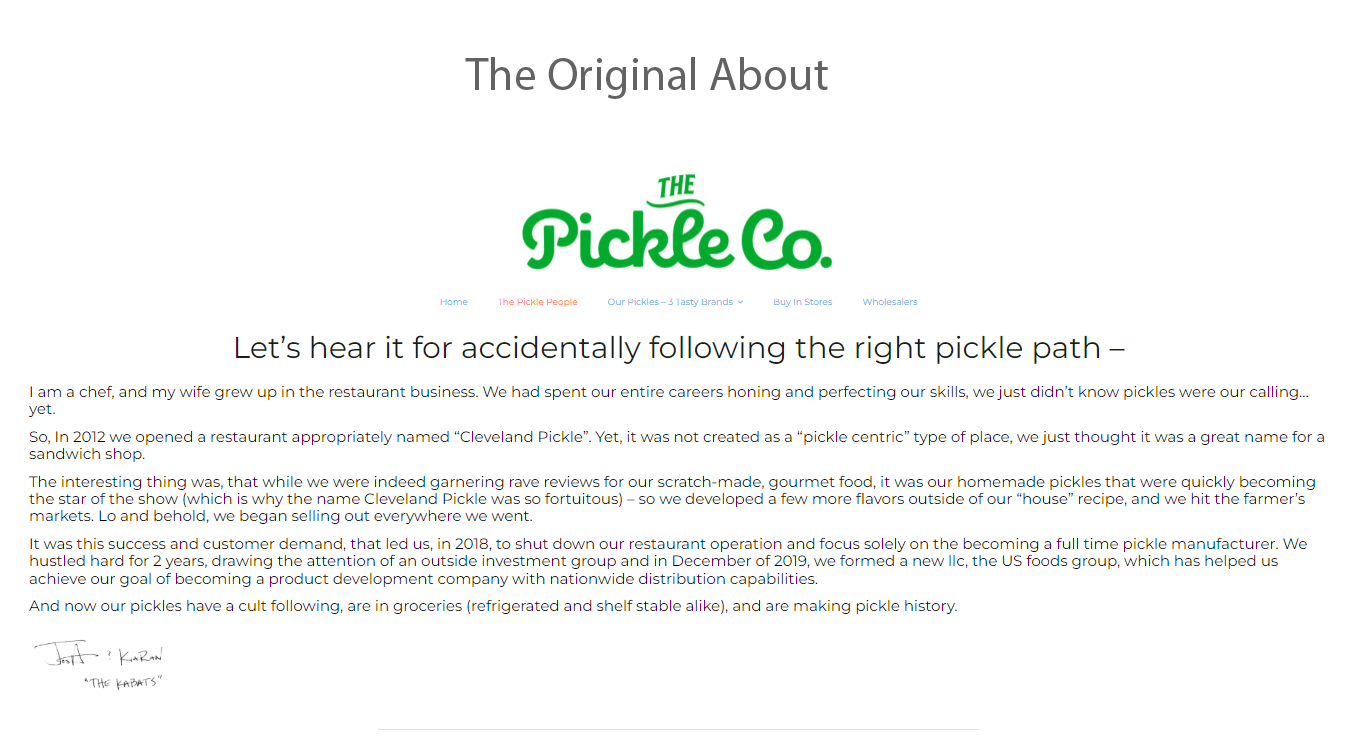 The Original About
THE
Pickle Co.
Home The Pickle People Our Pickles – 3 Tasty Brands Buy In Stores Wholesalers
Let’s hear it for accidentally following the right pickle path –
I am a chef, and my wife grew up in the restaurant business. We had spent our entire careers honing and perfecting our skills, we just didn’t know pickles were our calling…
yet.
So, In 2012 we opened a restaurant appropriately named “Cleveland Pickle”. Yet, it was not created as a “pickle centric” type of place, we just thought it was a great name for a
sandwich shop.
The interesting thing was, that while we were indeed garnering rave reviews for our scratch-made, gourmet food, it was our homemade pickles that were quickly becoming
the star of the show (which is why the name Cleveland Pickle was so fortuitous) – so we developed a few more flavors outside of our “house” recipe, and we hit the farmer’s
markets. Lo and behold, we began selling out everywhere we went.
It was this success and customer demand, that led us, in 2018, to shut down our restaurant operation and focus solely on the becoming a full time pickle manufacturer. We
hustled hard for 2 years, drawing the attention of an outside investment group and in December of 2019, we formed a new llc, the US foods group, which has helped us
achieve our goal of becoming a product development company with nationwide distribution capabilities.
And now our pickles have a cult following, are in groceries (refrigerated and shelf stable alike), and are making pickle history.
Josh & Kiaran
“THE KABATS”